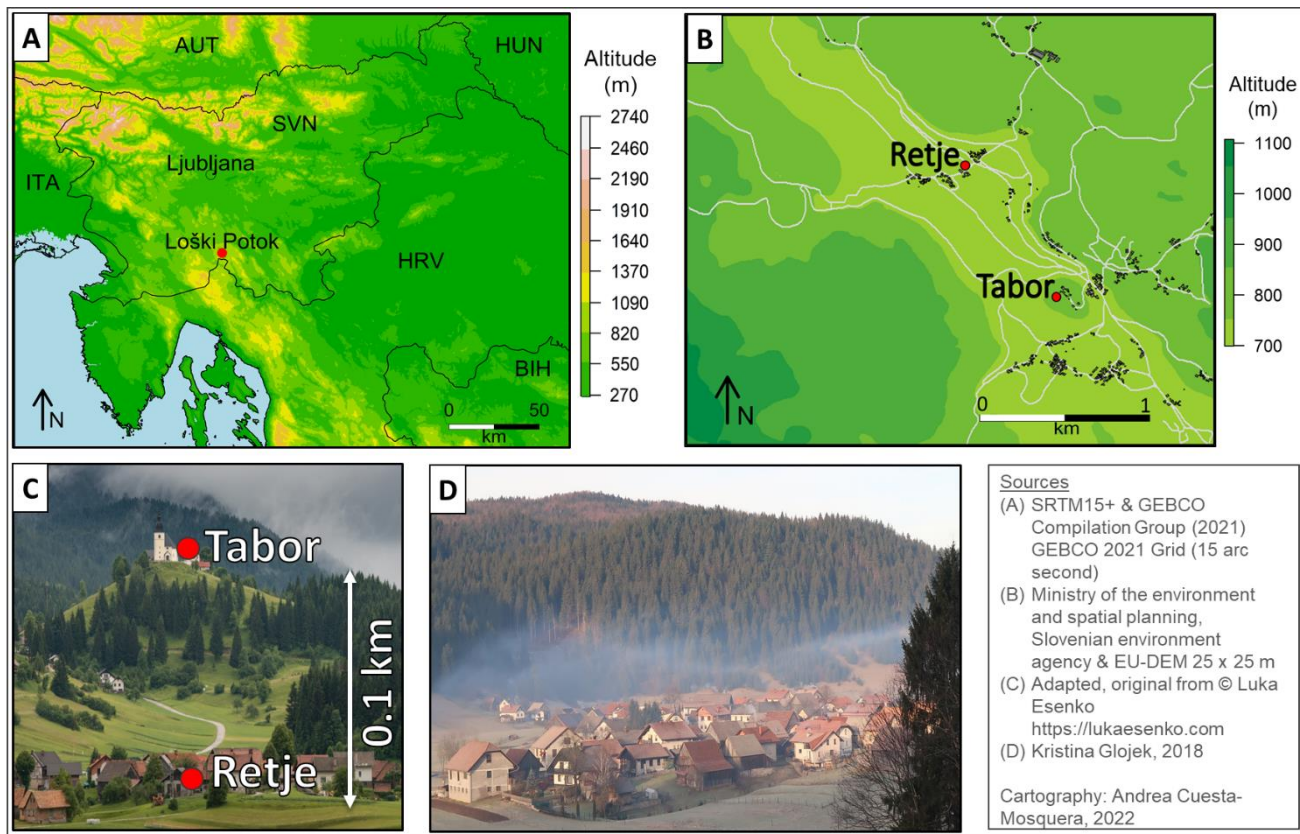 A
AUT
HUN
SVN
Ljubljana
ITA
Loški Potok
HRV
BIH
N
0 50
km
Altitude
(m)
2740
2460
2190
1910
1640
1370
1090
820
550
270
B
Retje
Tabor
N
0 1
km
Altitude
(m)
1100
1000
900
800
700
C
Tabor
0.1 km
Retje
D
Sources
(A) SRTM15+ & GEBCO
Compilation Group (2021)
GEBCO 2021 Grid (15 arc
second)
(B) Ministry of the environment
and spatial planning,
Slovenian environment
agency & EU-DEM 25 x 25 m
(C) Adapted, original from © Luka
Esenko
https://lukaesenko.com
(D) Kristina Glojek, 2018
Cartography: Andrea Cuesta-
Mosquera, 2022